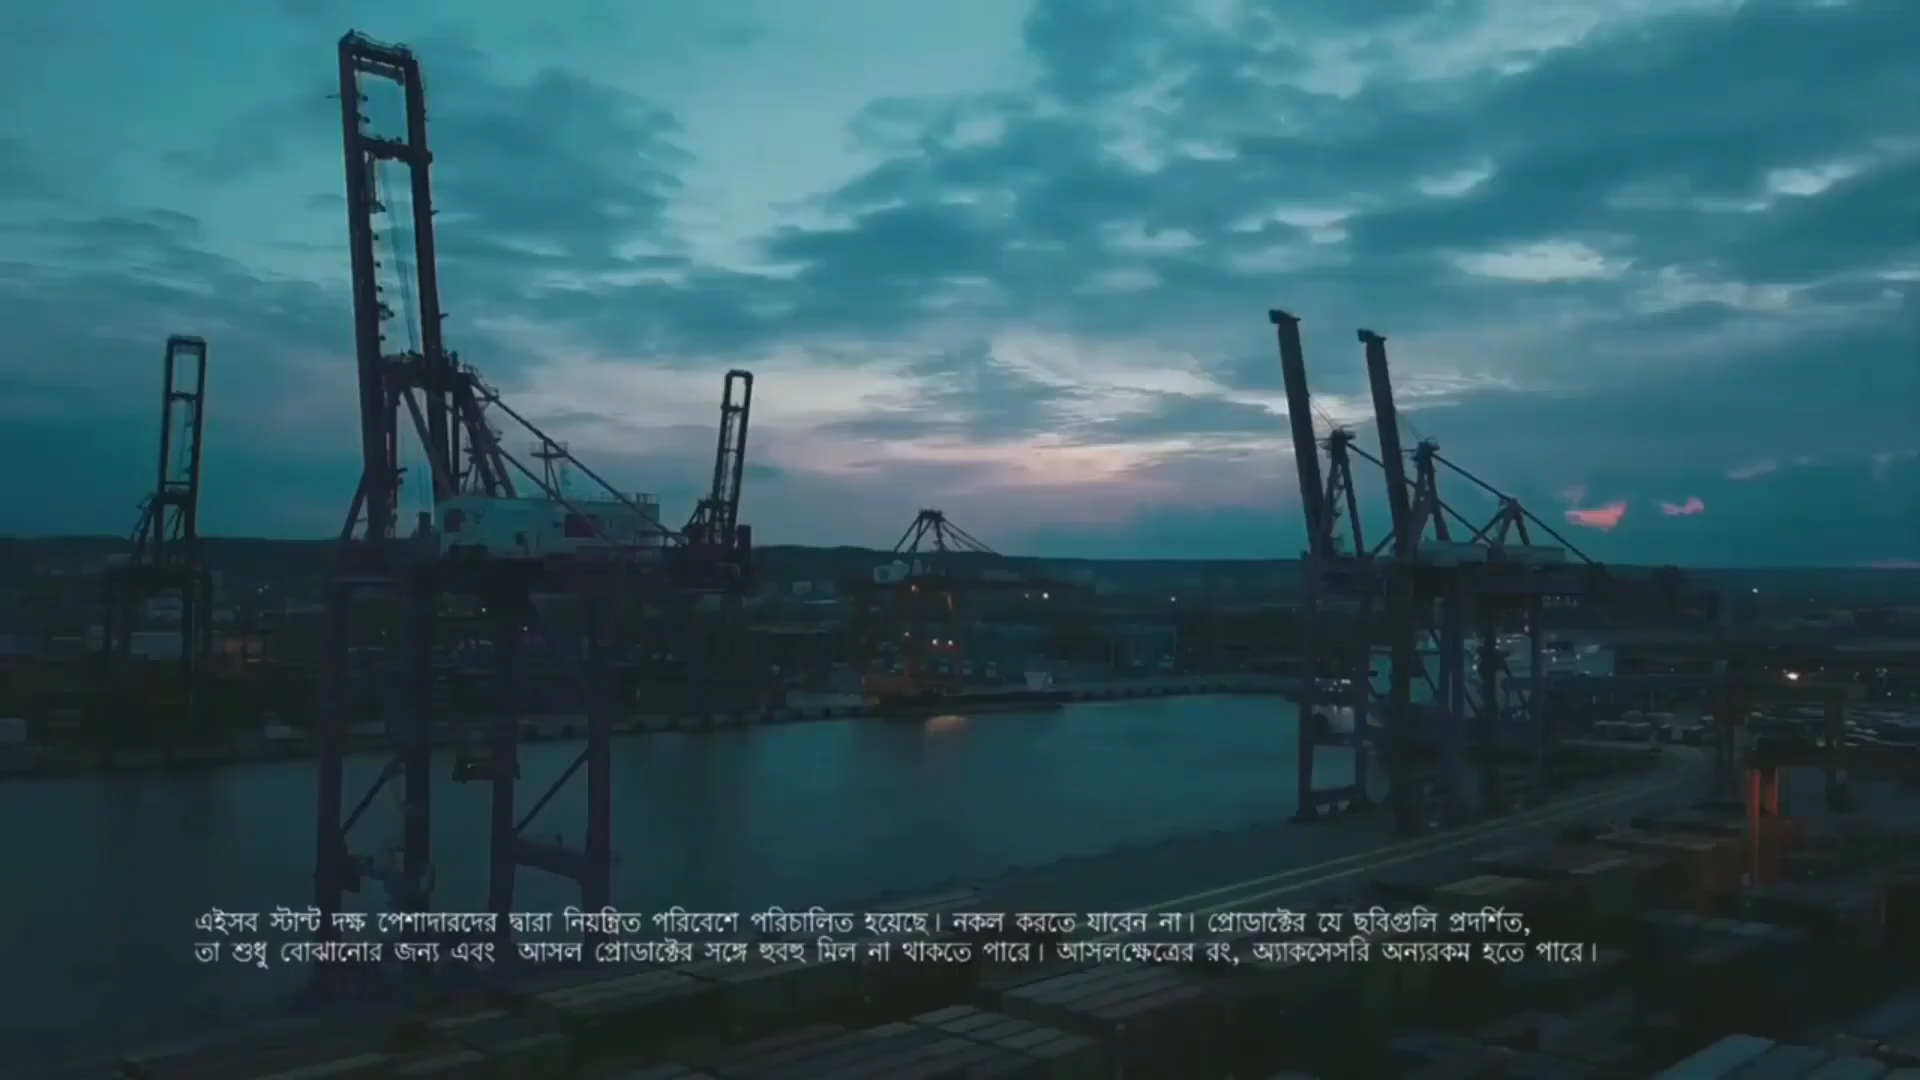 এইসব স্টান্ট দক্ষ পেশাদারদের দ্বারা নিয়ন্ত্রিত পরিবেশে পরিচালিত হয়েছে। নকল করতে যাবেন না। প্রোডাক্টের যে ছবিগুলি প্রদর্শিত,
তা শুধু বোঝানোর জন্য এবং আসল প্রোডাক্টের সঙ্গে হুবহু মিল না থাকতে পারে। আসলক্ষেত্রের রং, অ্যাকসেসরি অন্যরকম হতে পারে।